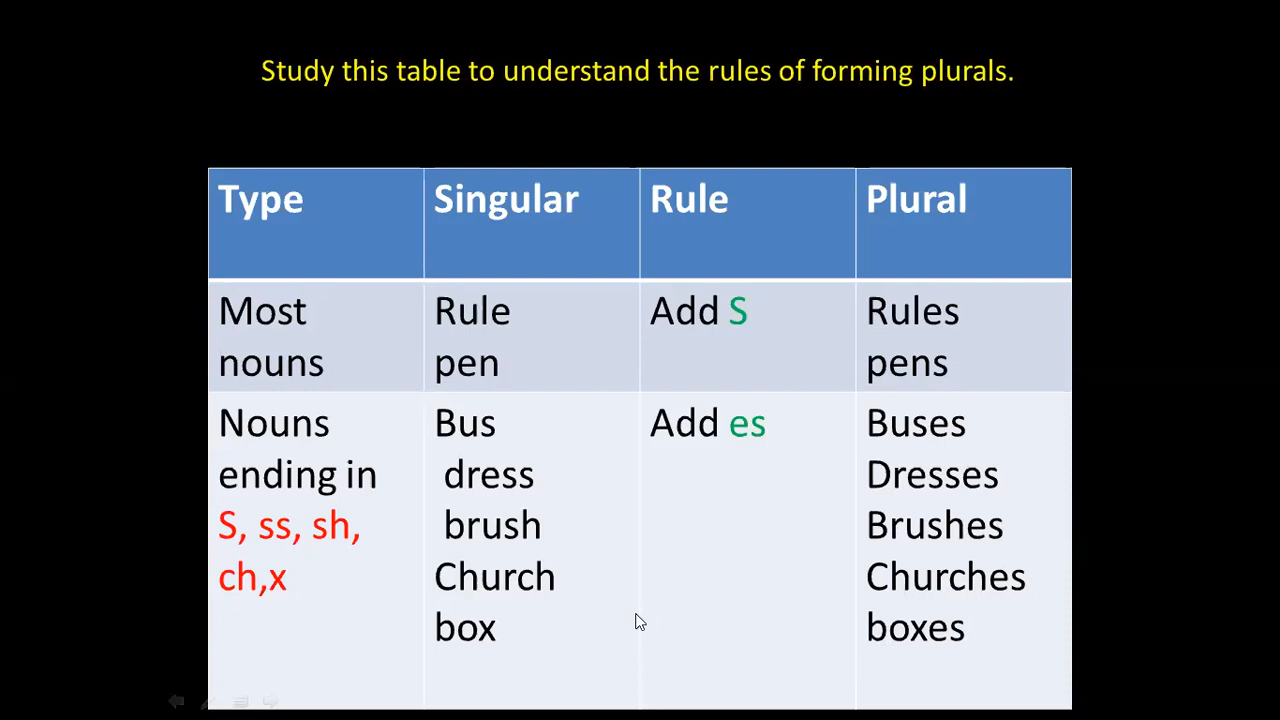 Study this table to understand the rules of forming plurals.
Type Singular Rule Plural
Most Rule Add S Rules
nouns pen pens
Nouns Bus Add es Buses
ending in dress Dresses
S, ss, sh, brush Brushes
ch,x Church Churches
box boxes